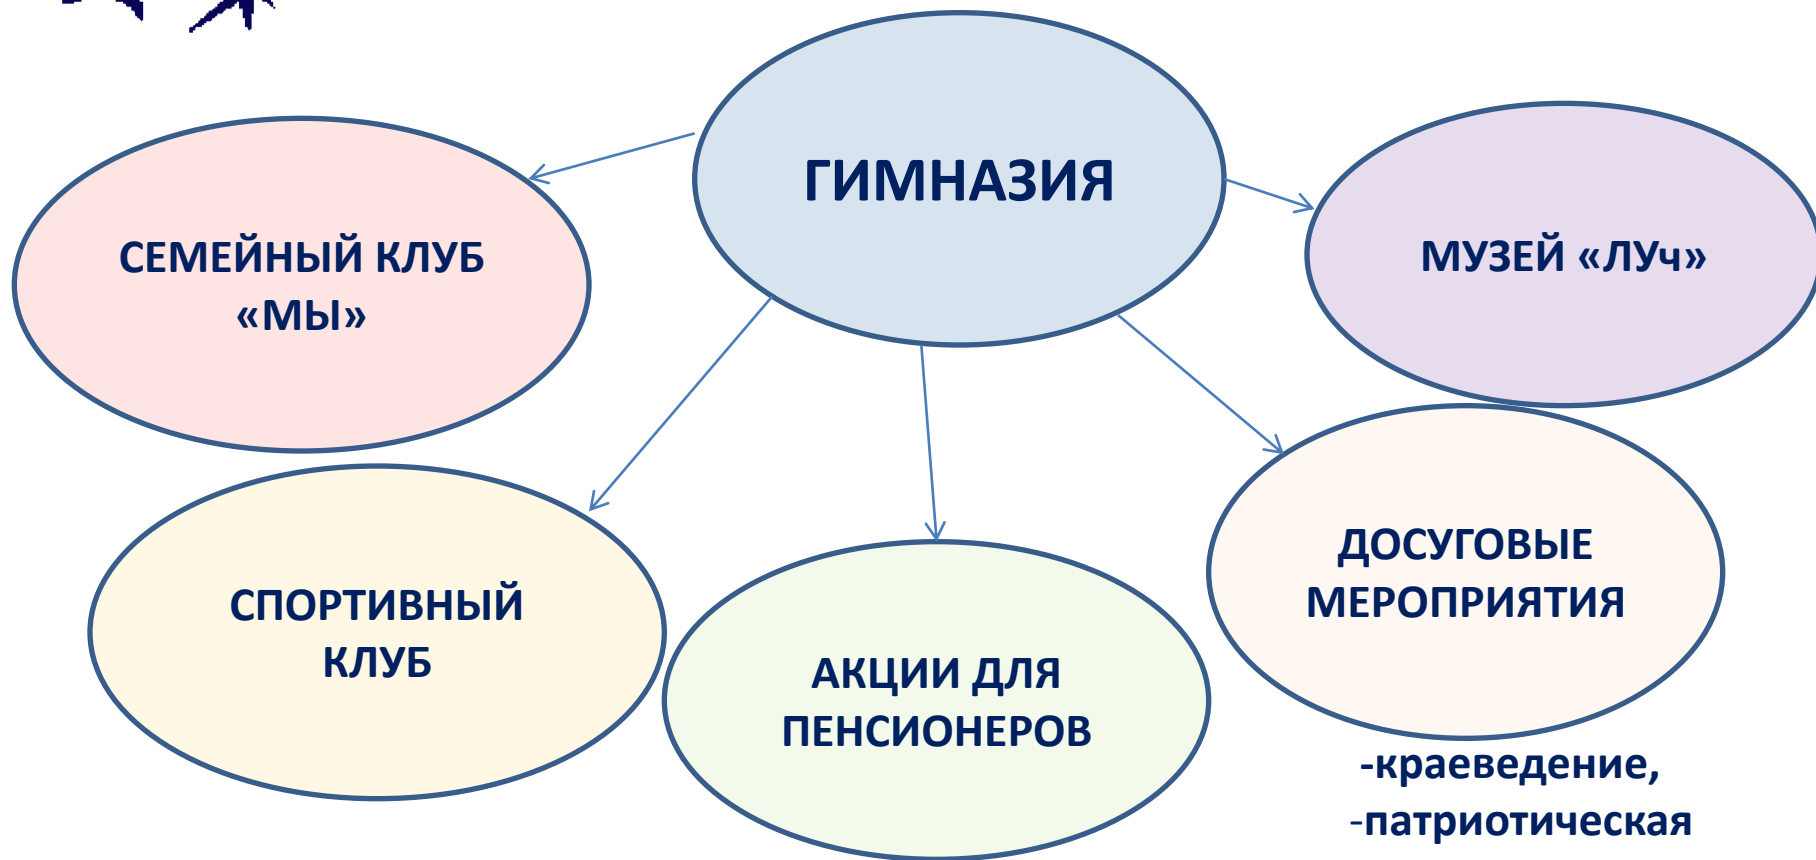 ГИМНАЗИЯ
СЕМЕЙНЫЙ КЛУБ
«МЫ»
МУЗЕЙ «ЛУч»
СПОРТИВНЫЙ
КЛУБ
АКЦИИ ДЛЯ
ПЕНСИОНЕРОВ
ДОСУГОВЫЕ
МЕРОПРИЯТИЯ
-краеведение,
-патриотическая